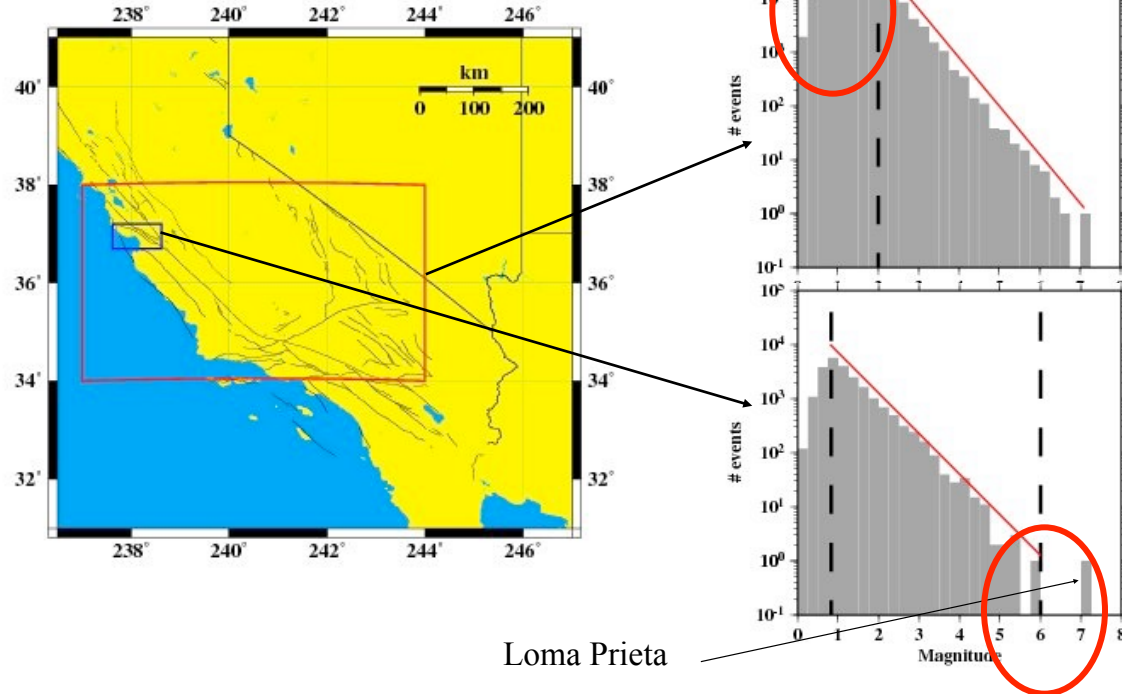 238˚ 240˚ 242˚ 244˚ 246˚
40˚ 40˚
km
0 100 200
38˚ 38˚
36˚ 36˚
34˚ 34˚
32˚ 32˚
238˚ 240˚ 242˚ 244˚ 246˚
# events
10³
10²
10¹
10⁰
10⁻¹
# events
10⁵
10⁴
10³
10²
10¹
10⁰
10⁻¹
0 1 2 3 4 5 6 7 8
Magnitude
Loma Prieta